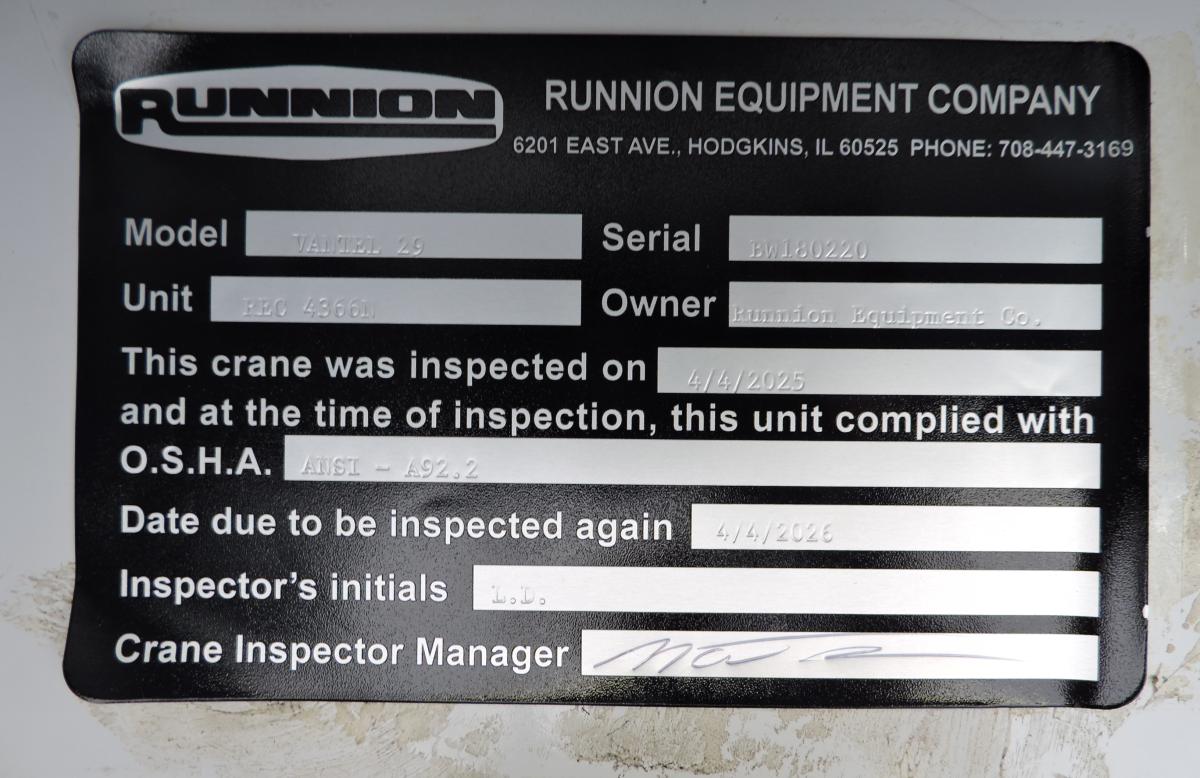 RUNNION
RUNNION EQUIPMENT COMPANY
6201 EAST AVE., HODGKINS, IL 60525 PHONE: 708-447-3169
Model VANTEL 29 Serial BW180220
Unit REC 4366N Owner Runnion Equipment Co.
This crane was inspected on 4/4/2025
and at the time of inspection, this unit complied with
O.S.H.A. ANSI - A92.2
Date due to be inspected again 4/4/2026
Inspector's initials L.D.
Crane Inspector Manager